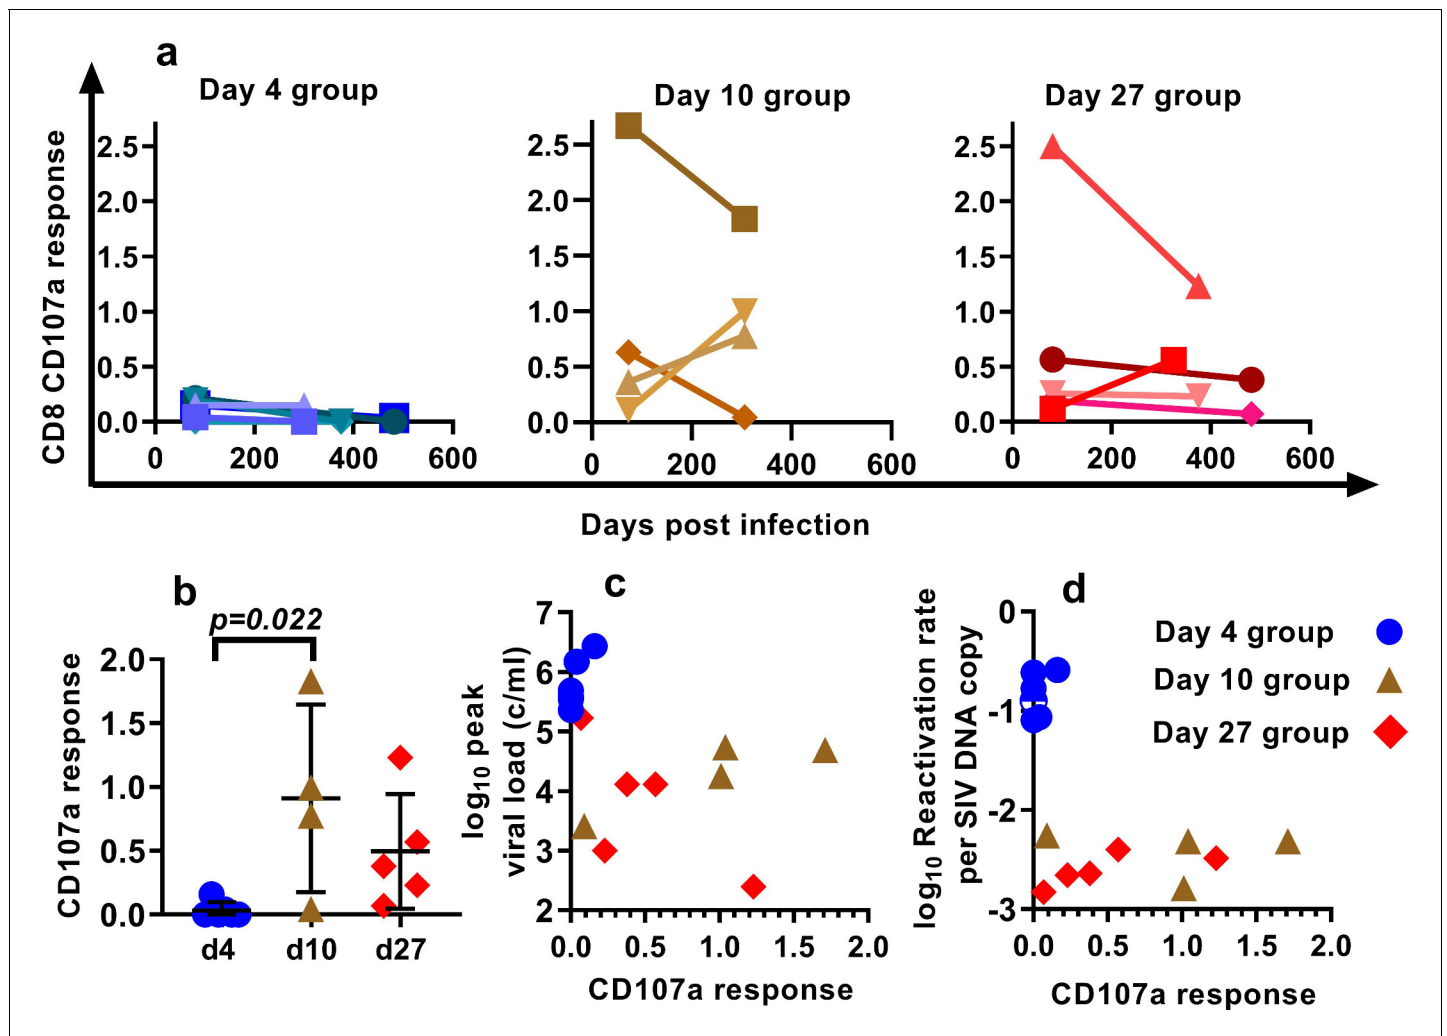 a
Day 4 group
Day 10 group
Day 27 group
CD8 CD107a response
2.5
2.0
1.5
1.0
0.5
0.0
0 200 400 600
2.5
2.0
1.5
1.0
0.5
0.0
0 200 400 600
2.5
2.0
1.5
1.0
0.5
0.0
0 200 400 600
Days post infection
b
p=0.022
CD107a response
2.0
1.5
1.0
0.5
0.0
d4 d10 d27
c
log10 peak
viral load (c/ml)
7
6
5
4
3
2
0.0 0.5 1.0 1.5 2.0
CD107a response
d
log10 Reactivation rate
per SIV DNA copy
0
-1
-2
-3
0.0 0.5 1.0 1.5 2.0
CD107a response
Day 4 group
Day 10 group
Day 27 group